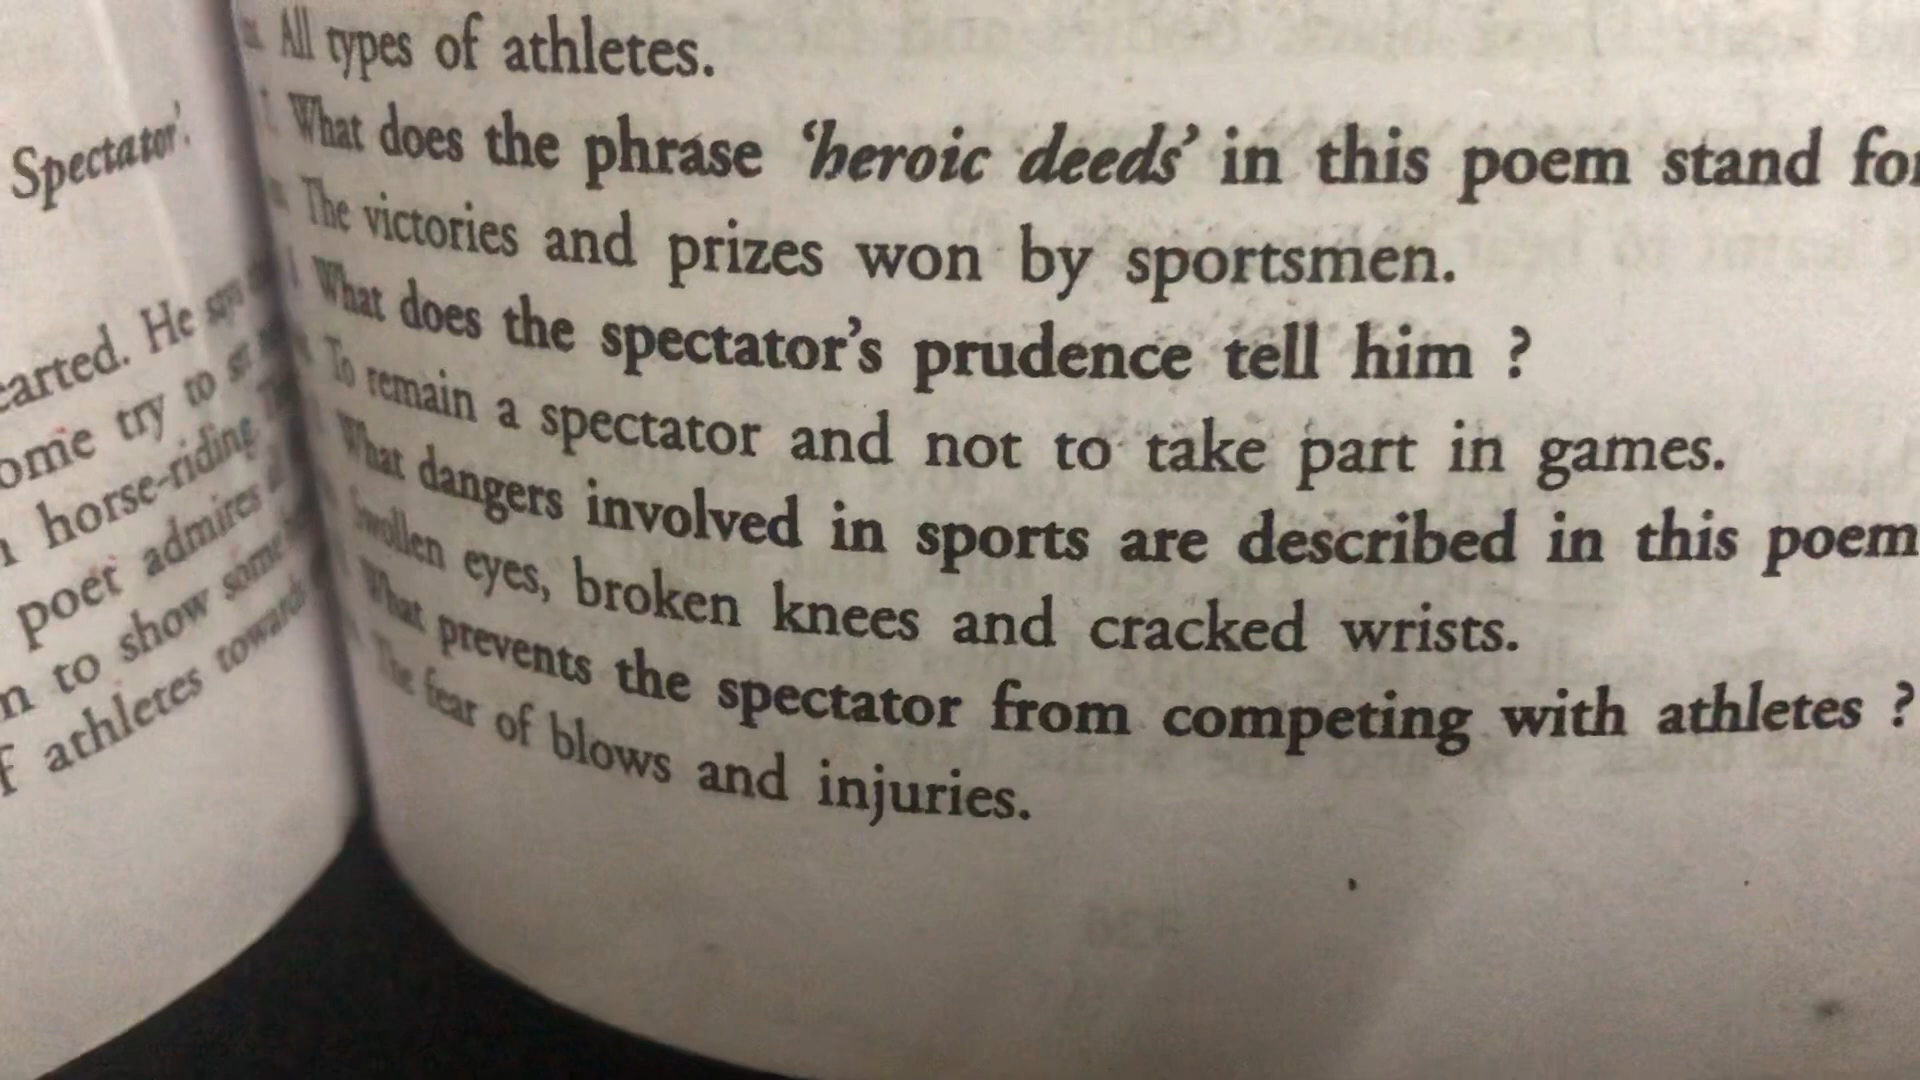 Spectator'.
earted. He says
ome try to
horse-riding.
poet admires
n to show some
f athletes towards
All types of athletes.
What does the phrase 'heroic deeds' in this poem stand for
The victories and prizes won by sportsmen.
What does the spectator's prudence tell him ?
To remain a spectator and not to take part in games.
What dangers involved in sports are described in this poem
Swollen eyes, broken knees and cracked wrists.
What prevents the spectator from competing with athletes ?
The fear of blows and injuries.